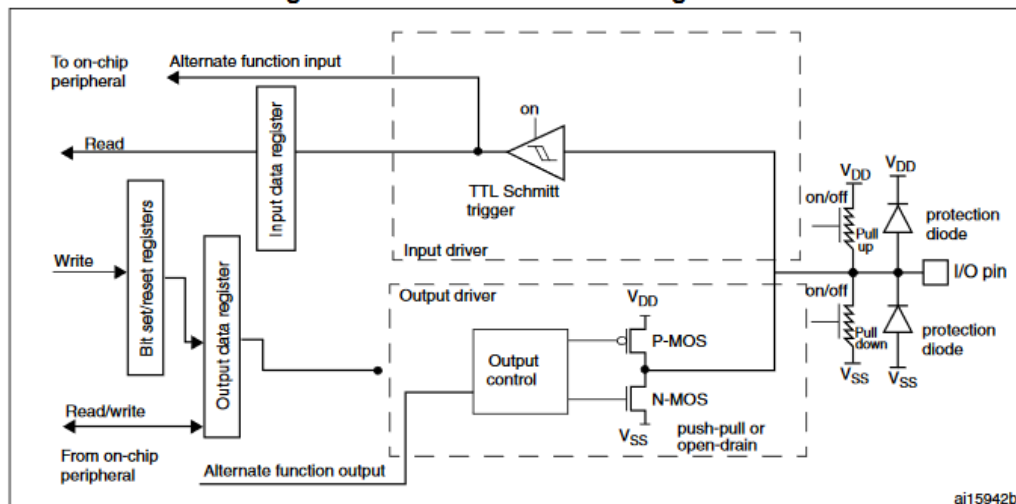 To on-chip
peripheral
Alternate function input
on
Read
Input data register
TTL Schmitt
trigger
Input driver
VDD
VDD
on/off
Pull
up
protection
diode
Write
Bit set/reset registers
Output data register
I/O pin
Output driver
VDD
on/off
Pull
down
protection
diode
P-MOS
Output
control
N-MOS
VSS
VSS
VSS
push-pull or
open-drain
Read/write
From on-chip
peripheral
Alternate function output
ai15942b